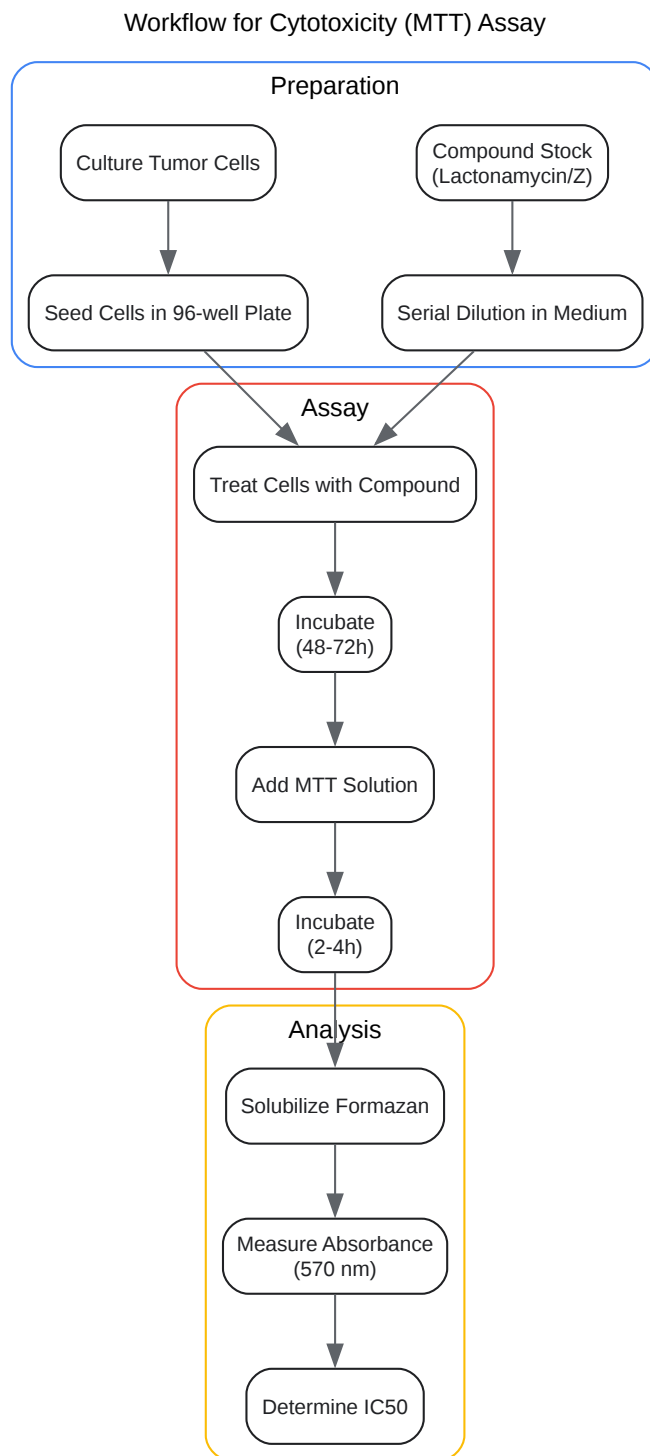 Workflow for Cytotoxicity (MTT) Assay
Preparation
Culture Tumor Cells
Compound Stock
(Lactonamycin/Z)
Seed Cells in 96-well Plate
Serial Dilution in Medium
Assay
Treat Cells with Compound
Incubate
(48-72h)
Add MTT Solution
Incubate
(2-4h)
Analysis
Solubilize Formazan
Measure Absorbance
(570 nm)
Determine IC50